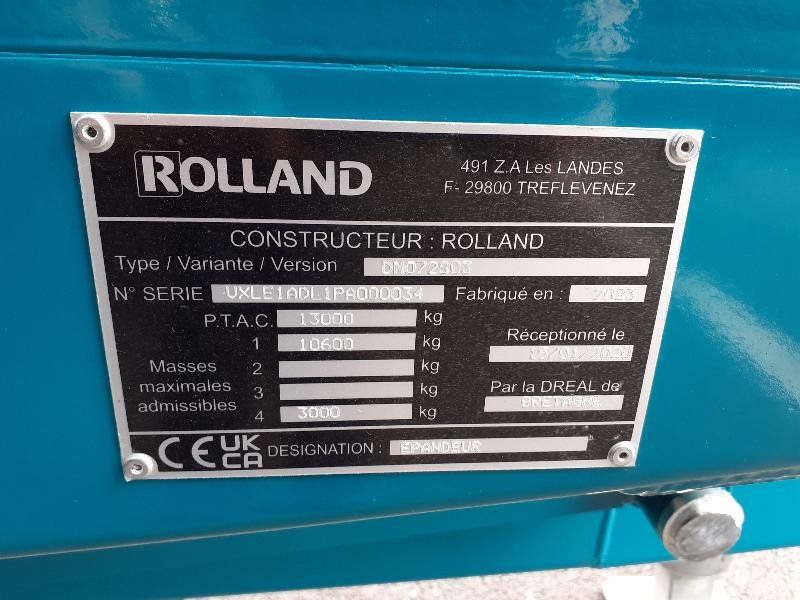 ROLLAND
491 Z.A Les LANDES
F- 29800 TREFLEVENEZ
CONSTRUCTEUR : ROLLAND
Type / Variante / Version DM072SC3
N° SERIE VXLE1ADL1PA000034 Fabriqué en : 2023
P.T.A.C. 13000 kg
1 10600 kg
Réceptionné le
Masses 2 kg
maximales 3 kg
Par la DREAL de
admissibles 4 3000 kg
BRETAGNE
CE UK CA DESIGNATION : EPANDEUR